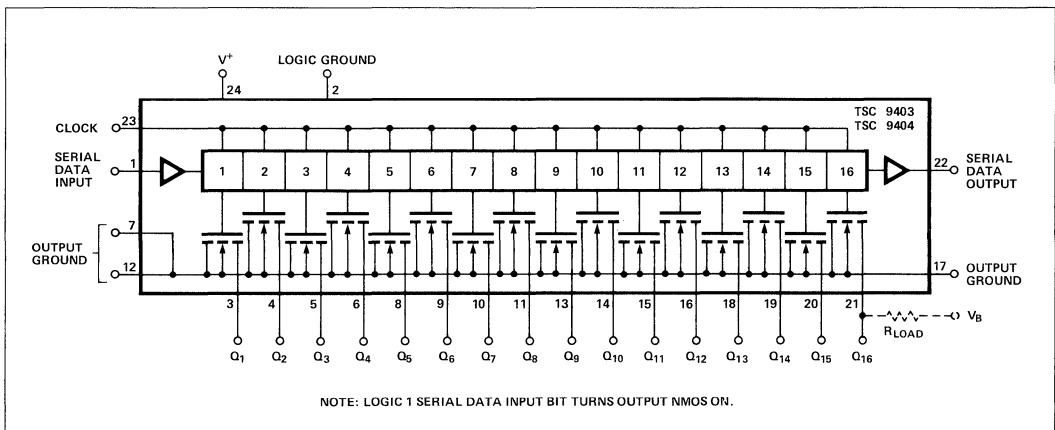 V+ LOGIC GROUND
24 2
TSC 9403
TSC 9404
CLOCK 23
SERIAL DATA INPUT 1
1 2 3 4 5 6 7 8 9 10 11 12 13 14 15 16
22 SERIAL DATA OUTPUT
OUTPUT GROUND 7
12
17 OUTPUT GROUND
3 4 5 6 8 9 10 11 13 14 15 16 18 19 20 21
RLOAD VB
Q1 Q2 Q3 Q4 Q5 Q6 Q7 Q8 Q9 Q10 Q11 Q12 Q13 Q14 Q15 Q16
NOTE: LOGIC 1 SERIAL DATA INPUT BIT TURNS OUTPUT NMOS ON.